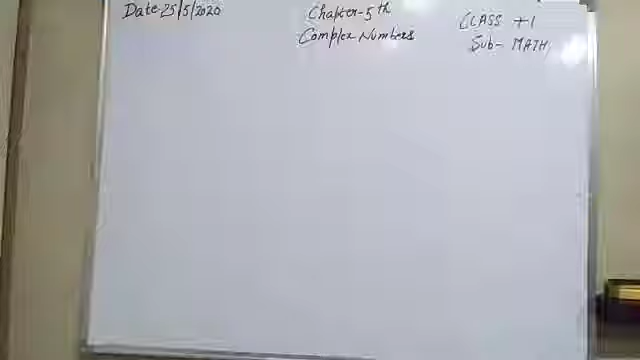 Date 25/5/2020
Chapter-5th
Complex Numbers
CLASS +1
Sub- MATH